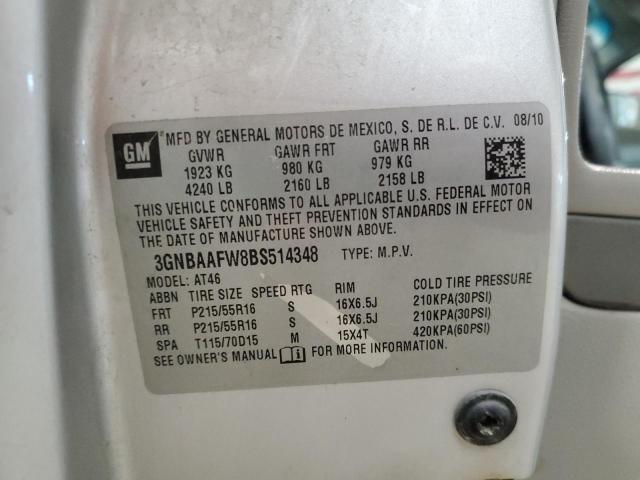 GM
MFD BY GENERAL MOTORS DE MEXICO, S. DE R.L. DE C.V. 08/10
GVWR GAWR FRT GAWR RR
1923 KG 980 KG 979 KG
4240 LB 2160 LB 2158 LB
THIS VEHICLE CONFORMS TO ALL APPLICABLE U.S. FEDERAL MOTOR
VEHICLE SAFETY AND THEFT PREVENTION STANDARDS IN EFFECT ON
THE DATE OF MANUFACTURE SHOWN ABOVE.
3GNBAAFW8BS514348 TYPE: M.P.V.
MODEL: AT46
ABBN TIRE SIZE SPEED RTG RIM COLD TIRE PRESSURE
FRT P215/55R16 S 16X6.5J 210KPA(30PSI)
RR P215/55R16 S 16X6.5J 210KPA(30PSI)
SPA T115/70D15 M 15X4T 420KPA(60PSI)
SEE OWNER'S MANUAL FOR MORE INFORMATION.